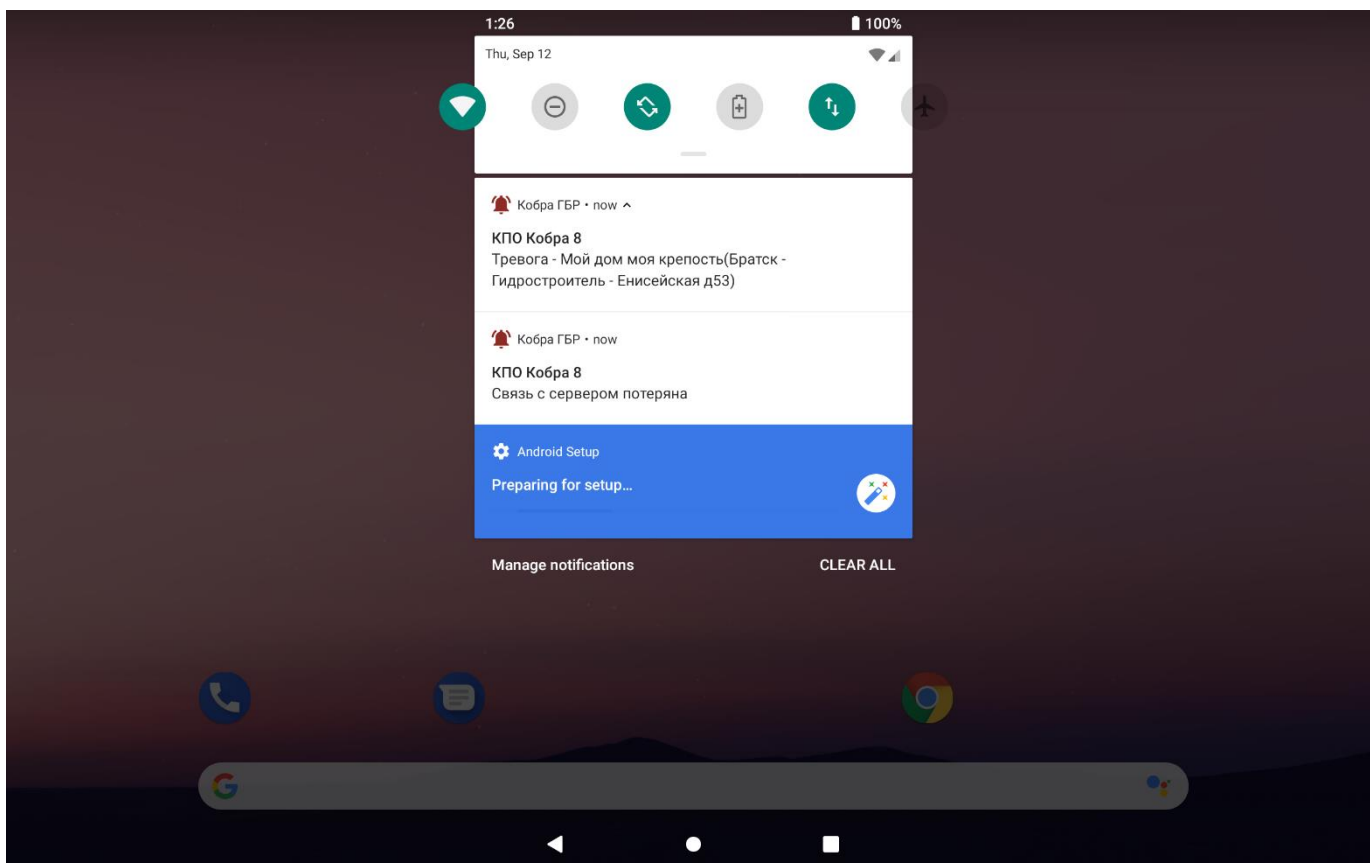 1:26 100%
Thu, Sep 12
Кобра ГБР • now
КПО Кобра 8
Тревога - Мой дом моя крепость(Братск -
Гидростроитель - Енисейская д53)
Кобра ГБР • now
КПО Кобра 8
Связь с сервером потеряна
Android Setup
Preparing for setup...
Manage notifications CLEAR ALL